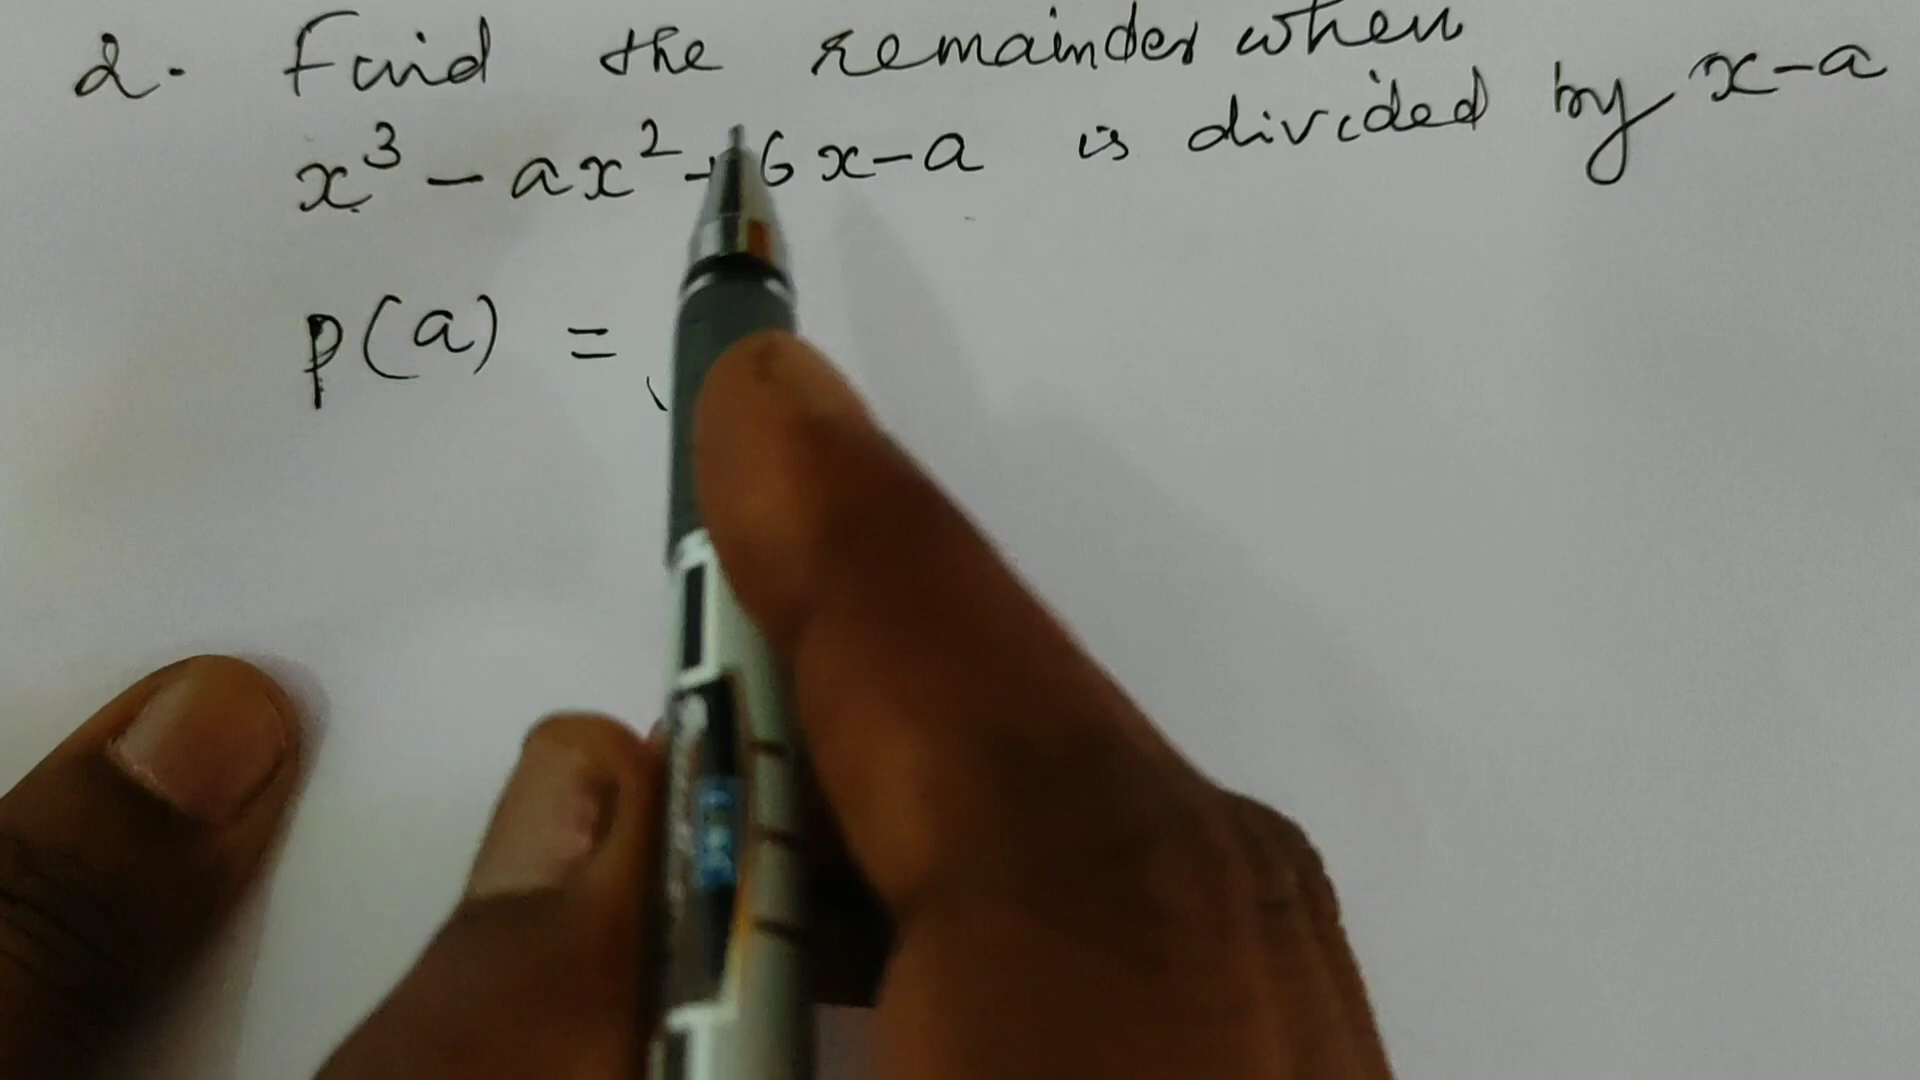 2. Find the remainder when
x³ - ax² + 6x - a is divided by x - a
p(a) =